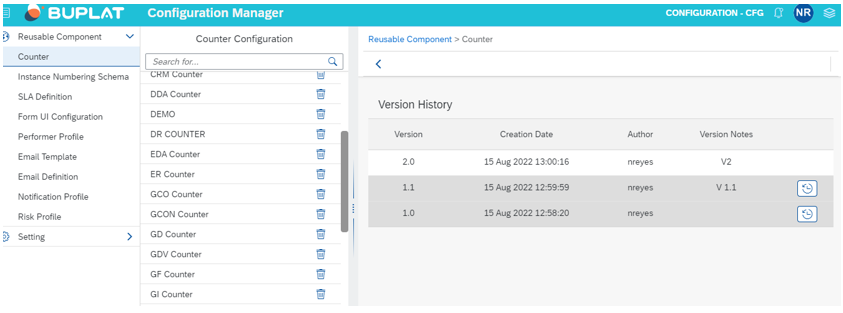 BUPLAT Configuration Manager CONFIGURATION - CFG NR
Reusable Component
Counter
Instance Numbering Schema
SLA Definition
Form UI Configuration
Performer Profile
Email Template
Email Definition
Notification Profile
Risk Profile
Setting
Counter Configuration
Search for...
CRM Counter
DDA Counter
DEMO
DR COUNTER
EDA Counter
ER Counter
GCO Counter
GCON Counter
GD Counter
GDV Counter
GF Counter
GI Counter
Reusable Component > Counter
Version History
Version Creation Date Author Version Notes
2.0 15 Aug 2022 13:00:16 nreyes V2
1.1 15 Aug 2022 12:59:59 nreyes V 1.1
1.0 15 Aug 2022 12:58:20 nreyes